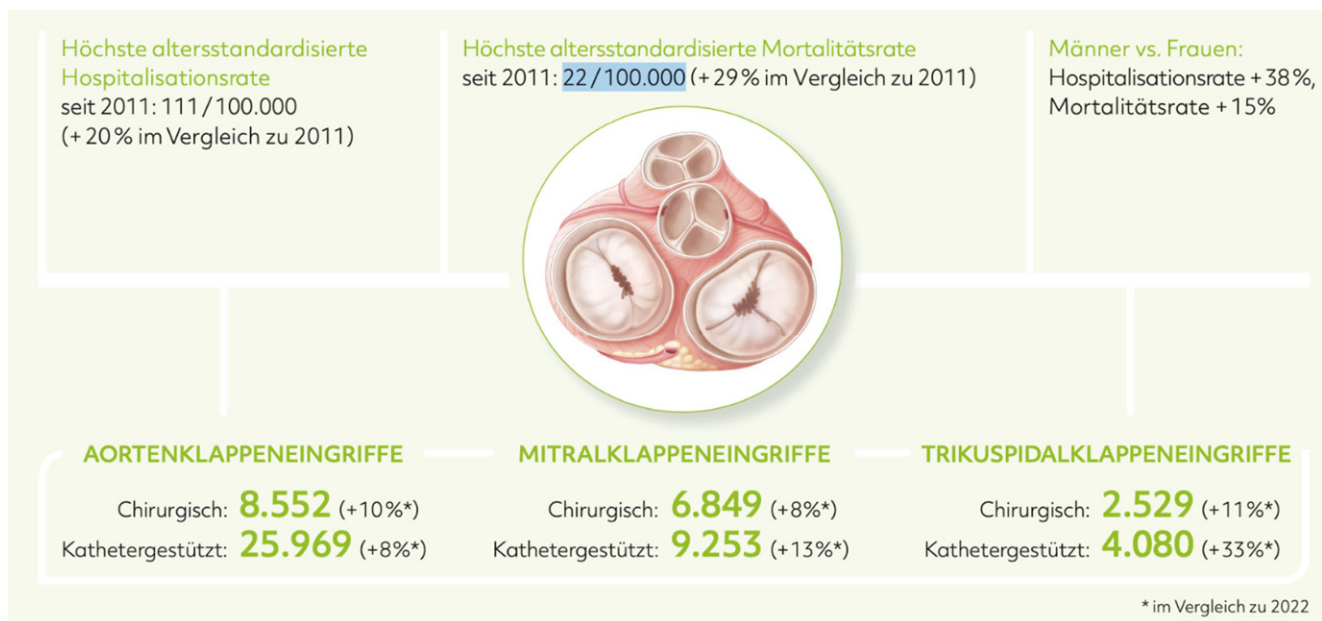 Höchste altersstandardisierte
Hospitalisationsrate
seit 2011: 111/100.000
(+20% im Vergleich zu 2011)
Höchste altersstandardisierte Mortalitätsrate
seit 2011: 22/100.000 (+29% im Vergleich zu 2011)
Männer vs. Frauen:
Hospitalisationsrate +38%,
Mortalitätsrate +15%
AORTENKLAPPENEINGRIFFE
Chirurgisch: 8.552 (+10%*)
Kathetergestützt: 25.969 (+8%*)
MITRALKLAPPENEINGRIFFE
Chirurgisch: 6.849 (+8%*)
Kathetergestützt: 9.253 (+13%*)
TRIKUSPIDALKLAPPENEINGRIFFE
Chirurgisch: 2.529 (+11%*)
Kathetergestützt: 4.080 (+33%*)
* im Vergleich zu 2022